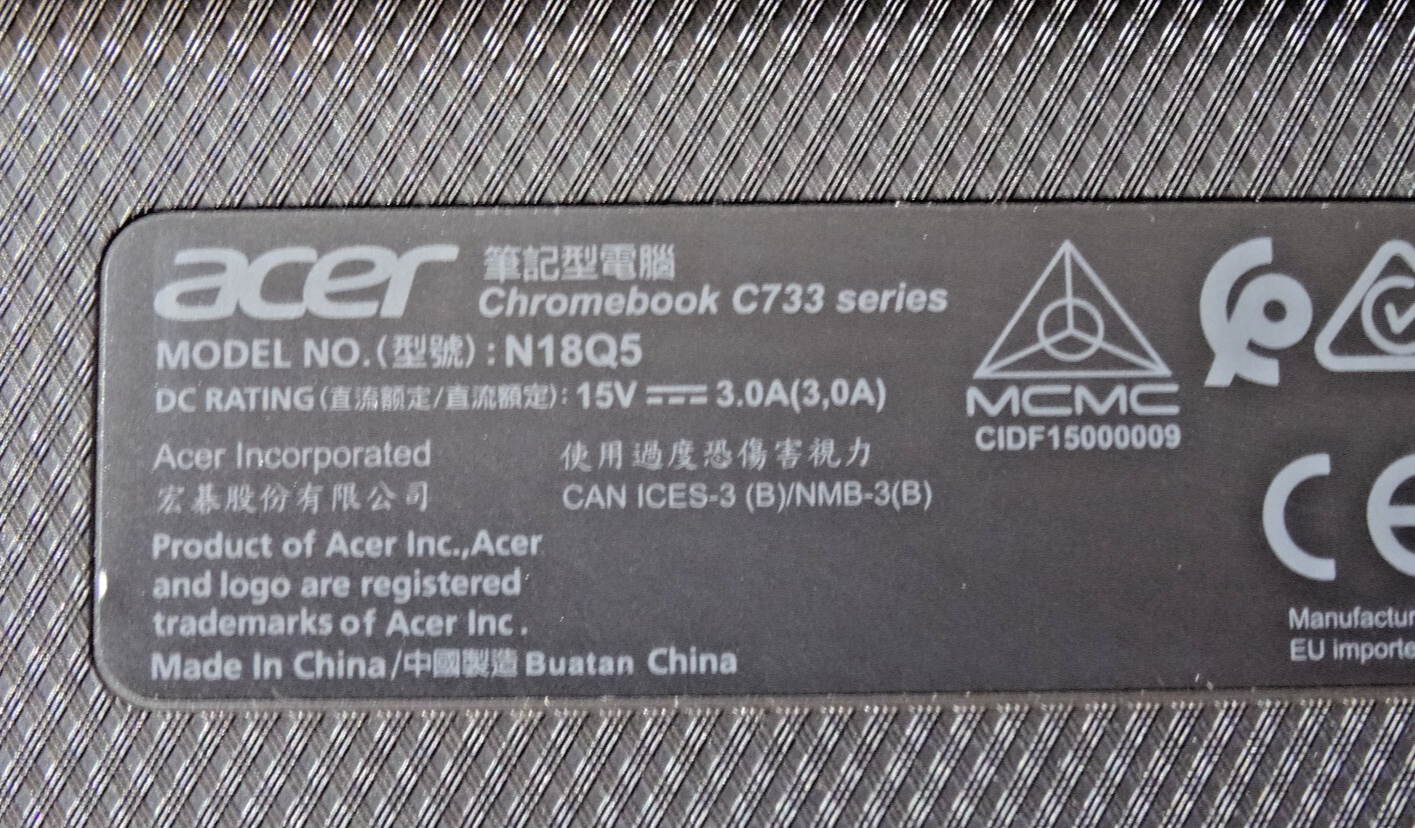 acer 筆記型電腦
Chromebook C733 series
MODEL NO.(型號): N18Q5
DC RATING(直流额定/直流額定): 15V ⎓ 3.0A(3,0A)
MCMC
CIDF15000009
Acer Incorporated
宏碁股份有限公司
使用過度恐傷害視力
CAN ICES-3 (B)/NMB-3(B)
Product of Acer Inc.,Acer
and logo are registered
trademarks of Acer Inc .
Made In China/中國製造 Buatan China
CE
Manufactur
EU importe